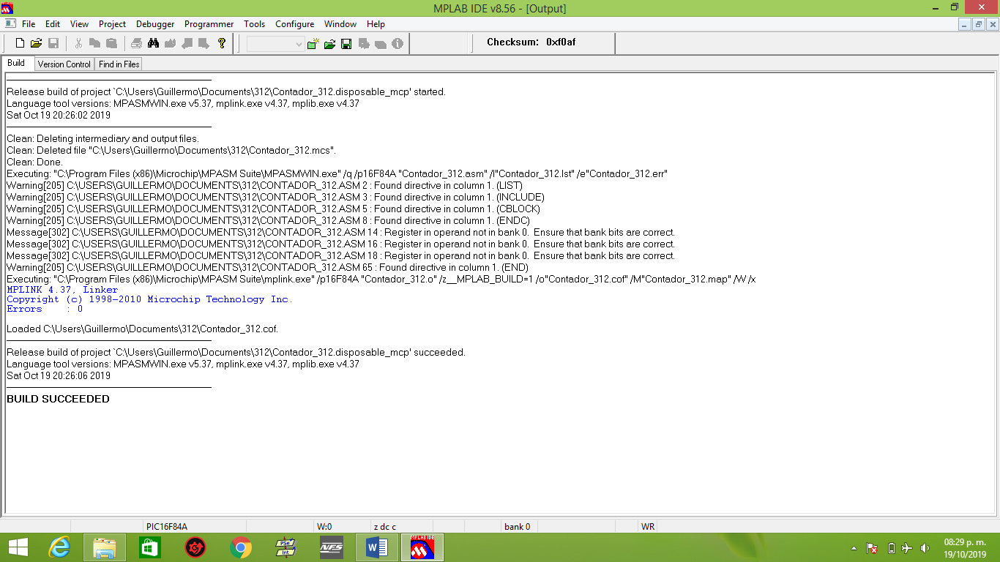 MPLAB IDE v8.56 - [Output]
File Edit View Project Debugger Programmer Tools Configure Window Help
Checksum: 0xf0af
Build Version Control Find in Files
Release build of project `C:\Users\Guillermo\Documents\312\Contador_312.disposable_mcp' started.
Language tool versions: MPASMWIN.exe v5.37, mplink.exe v4.37, mplib.exe v4.37
Sat Oct 19 20:26:02 2019
Clean: Deleting intermediary and output files.
Clean: Deleted file "C:\Users\Guillermo\Documents\312\Contador_312.mcs".
Clean: Done.
Executing: "C:\Program Files (x86)\Microchip\MPASM Suite\MPASMWIN.exe" /q /p16F84A "Contador_312.asm" /l"Contador_312.lst" /e"Contador_312.err"
Warning[205] C:\USERS\GUILLERMO\DOCUMENTS\312\CONTADOR_312.ASM 2 : Found directive in column 1. (LIST)
Warning[205] C:\USERS\GUILLERMO\DOCUMENTS\312\CONTADOR_312.ASM 3 : Found directive in column 1. (INCLUDE)
Warning[205] C:\USERS\GUILLERMO\DOCUMENTS\312\CONTADOR_312.ASM 5 : Found directive in column 1. (CBLOCK)
Warning[205] C:\USERS\GUILLERMO\DOCUMENTS\312\CONTADOR_312.ASM 8 : Found directive in column 1. (ENDC)
Message[302] C:\USERS\GUILLERMO\DOCUMENTS\312\CONTADOR_312.ASM 14 : Register in operand not in bank 0.  Ensure that bank bits are correct.
Message[302] C:\USERS\GUILLERMO\DOCUMENTS\312\CONTADOR_312.ASM 16 : Register in operand not in bank 0.  Ensure that bank bits are correct.
Message[302] C:\USERS\GUILLERMO\DOCUMENTS\312\CONTADOR_312.ASM 18 : Register in operand not in bank 0.  Ensure that bank bits are correct.
Warning[205] C:\USERS\GUILLERMO\DOCUMENTS\312\CONTADOR_312.ASM 65 : Found directive in column 1. (END)
Executing: "C:\Program Files (x86)\Microchip\MPASM Suite\mplink.exe" /p16F84A "Contador_312.o" /z__MPLAB_BUILD=1 /o"Contador_312.cof" /M"Contador_312.map" /W /x
MPLINK 4.37, Linker
Copyright (c) 1998-2010 Microchip Technology Inc.
Errors    : 0
Loaded C:\Users\Guillermo\Documents\312\Contador_312.cof.
Release build of project `C:\Users\Guillermo\Documents\312\Contador_312.disposable_mcp' succeeded.
Language tool versions: MPASMWIN.exe v5.37, mplink.exe v4.37, mplib.exe v4.37
Sat Oct 19 20:26:06 2019
BUILD SUCCEEDED
PIC16F84A W:0 z dc c bank 0 WR
PSe Int NFS MPLAB IDE
08:29 p. m.
19/10/2019